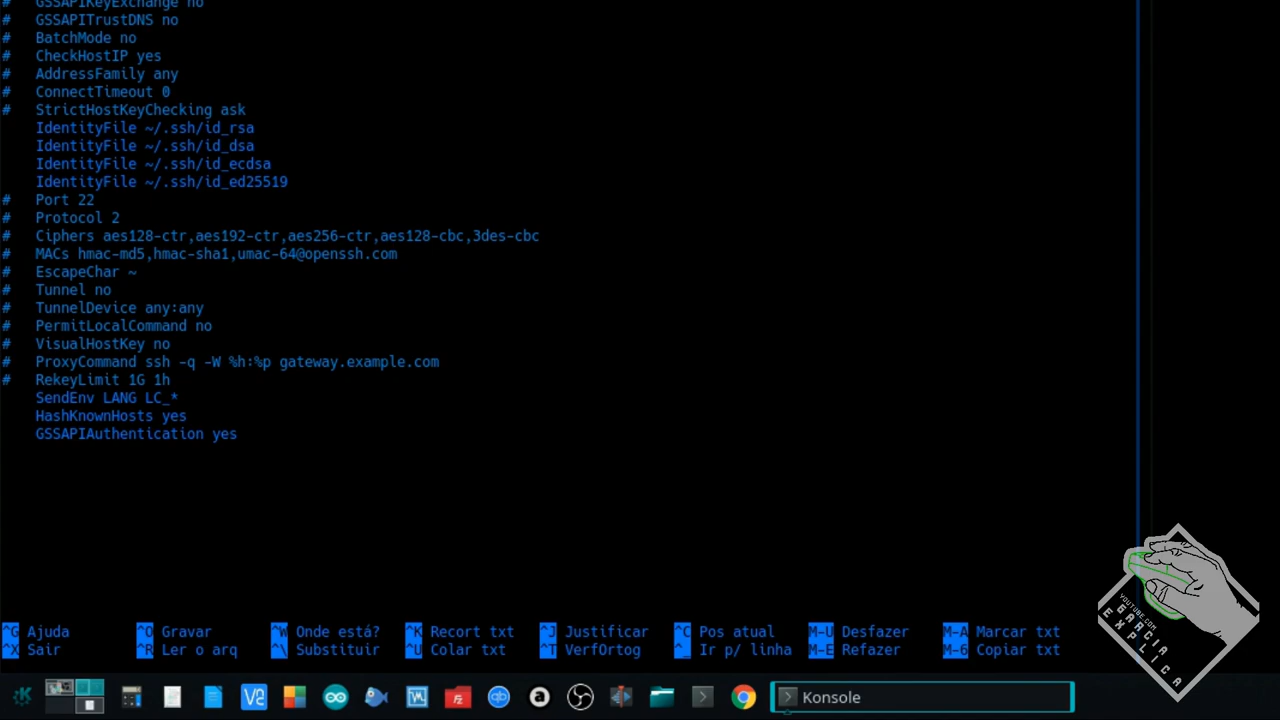 # GSSAPIKeyExchange no
# GSSAPITrustDNS no
# BatchMode no
# CheckHostIP yes
# AddressFamily any
# ConnectTimeout 0
# StrictHostKeyChecking ask
IdentityFile ~/.ssh/id_rsa
IdentityFile ~/.ssh/id_dsa
IdentityFile ~/.ssh/id_ecdsa
IdentityFile ~/.ssh/id_ed25519
# Port 22
# Protocol 2
# Ciphers aes128-ctr,aes192-ctr,aes256-ctr,aes128-cbc,3des-cbc
# MACs hmac-md5,hmac-sha1,umac-64@openssh.com
# EscapeChar ~
# Tunnel no
# TunnelDevice any:any
# PermitLocalCommand no
# VisualHostKey no
# ProxyCommand ssh -q -W %h:%p gateway.example.com
# RekeyLimit 1G 1h
SendEnv LANG LC_*
HashKnownHosts yes
GSSAPIAuthentication yes
^G Ajuda ^O Gravar ^W Onde está? ^K Recort txt ^J Justificar ^C Pos atual M-U Desfazer M-A Marcar txt
^X Sair ^R Ler o arq ^\ Substituir ^U Colar txt ^T VerfOrtog ^_ Ir p/ linha M-E Refazer M-6 Copiar txt
YOUTUBE.COM
EGARCIA
EXPLICA
Konsole